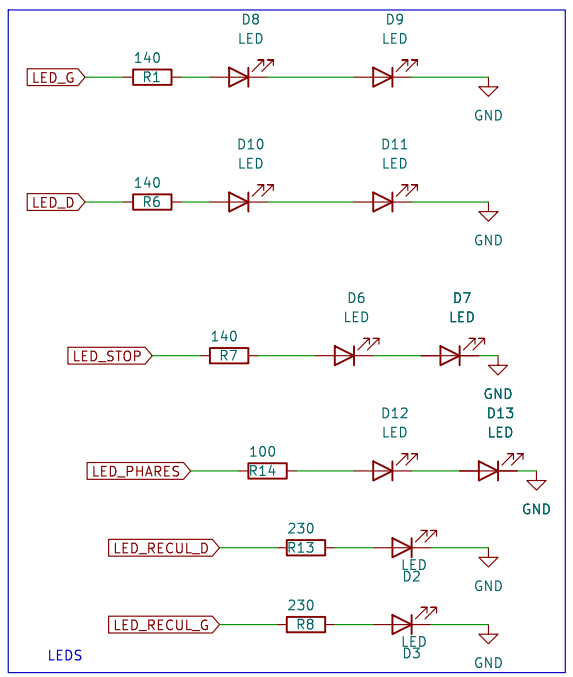 D8 D9
LED LED
140
LED_G R1
GND
D10 D11
LED LED
140
LED_D R6
GND
D6 D7
LED LED
140
LED_STOP R7
GND
D12 D13
LED LED
100
LED_PHARES R14
GND
230
LED_RECUL_D R13
LED
D2
GND
230
LED_RECUL_G R8
LED
D3
LEDS
GND